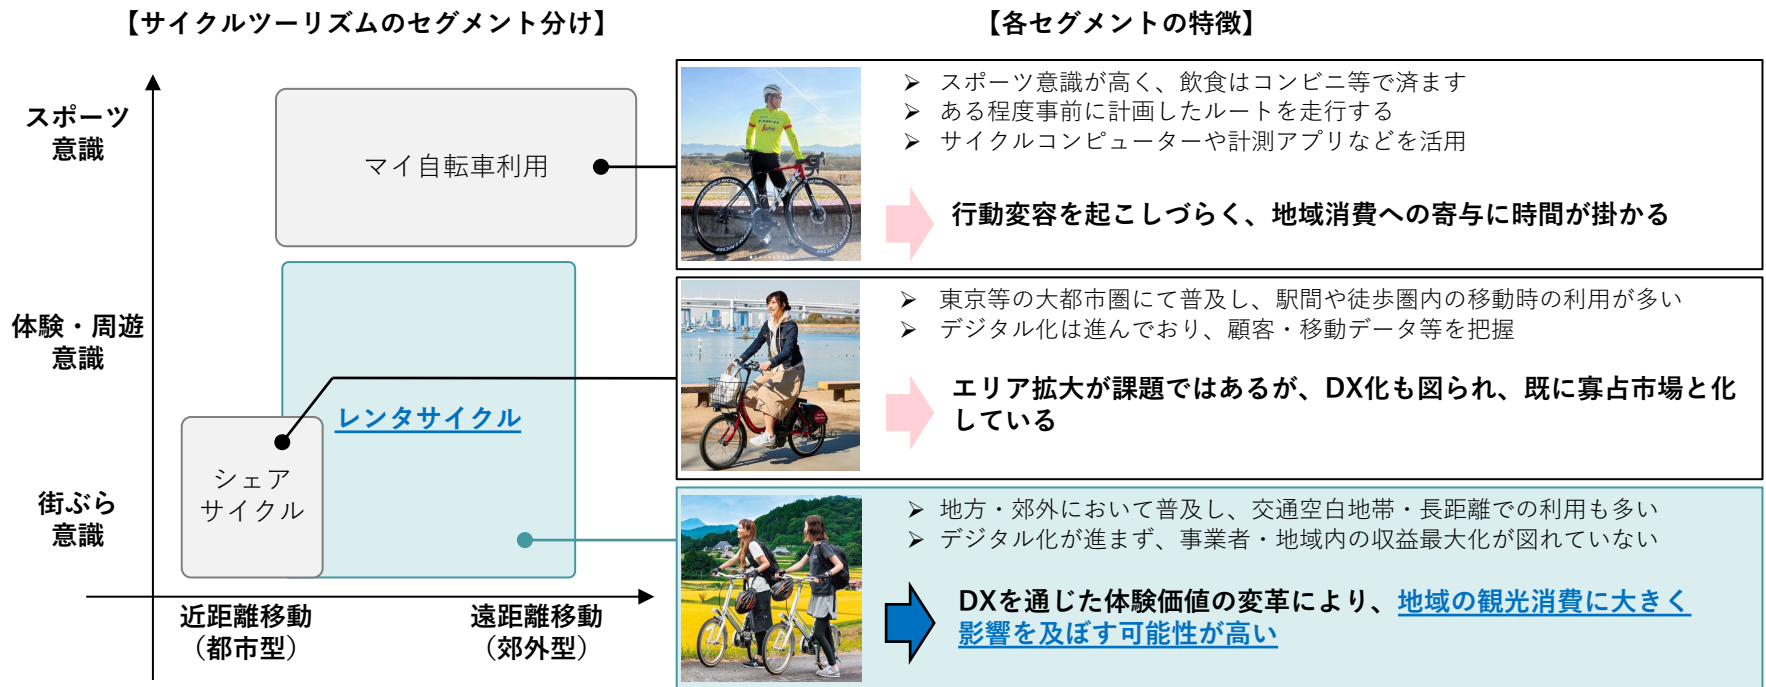 【サイクルツーリズムのセグメント分け】
【各セグメントの特徴】
スポーツ
意識
体験・周遊
意識
街ぶら
意識
マイ自転車利用
レンタサイクル
シェア
サイクル
近距離移動
（都市型）
遠距離移動
（郊外型）
➢ スポーツ意識が高く、飲食はコンビニ等で済ます
➢ ある程度事前に計画したルートを走行する
➢ サイクルコンピューターや計測アプリなどを活用
行動変容を起こしづらく、地域消費への寄与に時間が掛かる
➢ 東京等の大都市圏にて普及し、駅間や徒歩圏内の移動時の利用が多い
➢ デジタル化は進んでおり、顧客・移動データ等を把握
エリア拡大が課題ではあるが、DX化も図られ、既に寡占市場と化
している
➢ 地方・郊外において普及し、交通空白地帯・長距離での利用も多い
➢ デジタル化が進まず、事業者・地域内の収益最大化が図れていない
DXを通じた体験価値の変革により、地域の観光消費に大きく
影響を及ぼす可能性が高い